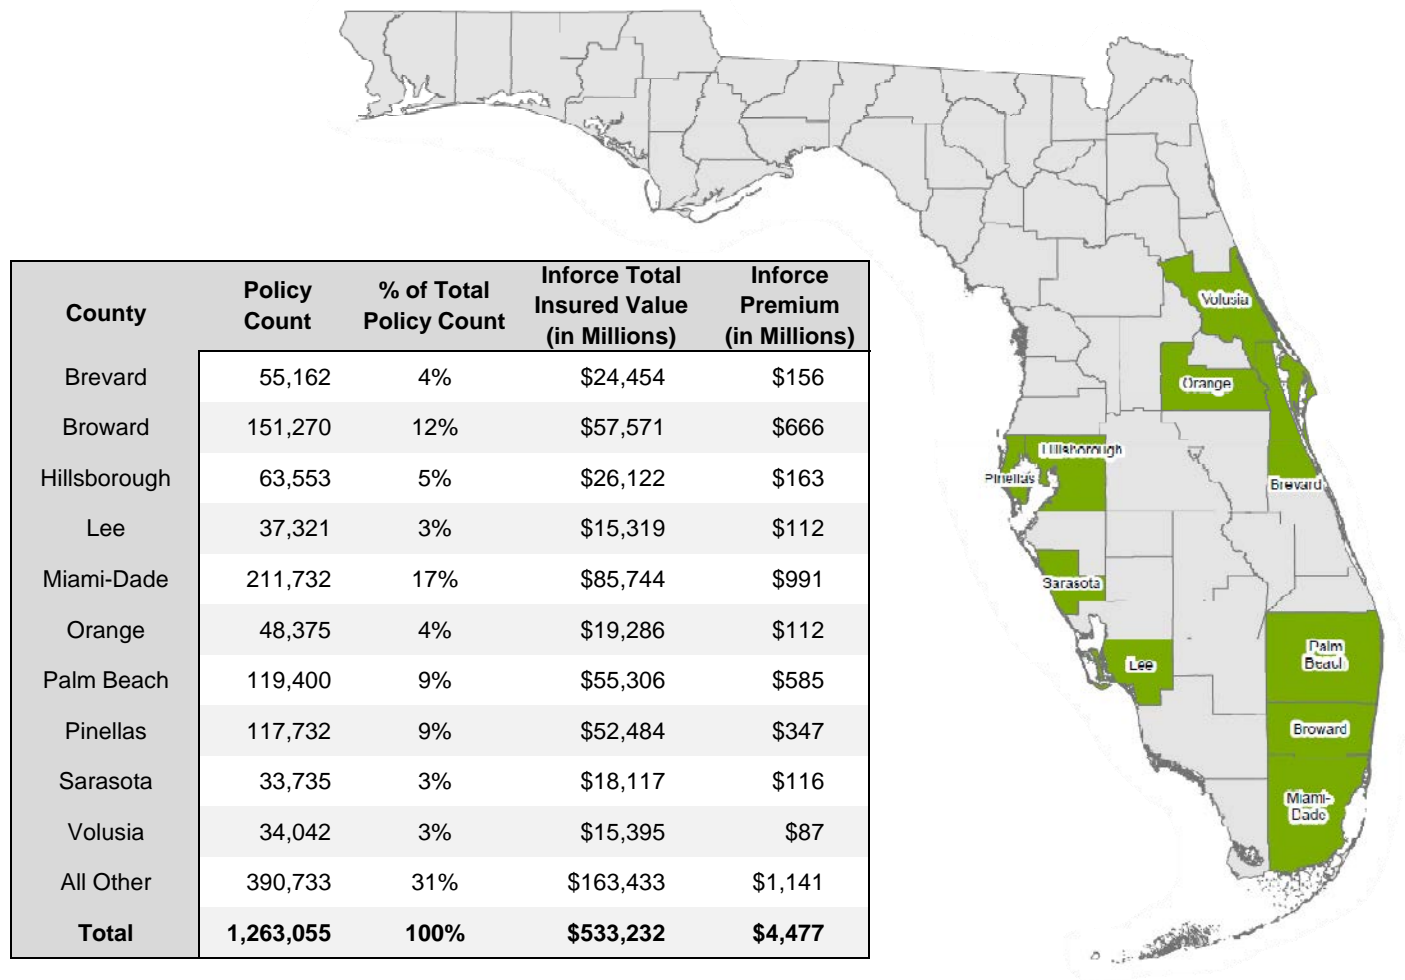 County Policy Count % of Total Policy Count Inforce Total Insured Value (in Millions) Inforce Premium (in Millions)
Brevard 55,162 4% $24,454 $156
Broward 151,270 12% $57,571 $666
Hillsborough 63,553 5% $26,122 $163
Lee 37,321 3% $15,319 $112
Miami-Dade 211,732 17% $85,744 $991
Orange 48,375 4% $19,286 $112
Palm Beach 119,400 9% $55,306 $585
Pinellas 117,732 9% $52,484 $347
Sarasota 33,735 3% $18,117 $116
Volusia 34,042 3% $15,395 $87
All Other 390,733 31% $163,433 $1,141
Total 1,263,055 100% $533,232 $4,477
Volusia
Orange
Hillsborough
Pinellas
Brevard
Sarasota
Palm
Beach
Lee
Broward
Miami-
Dade